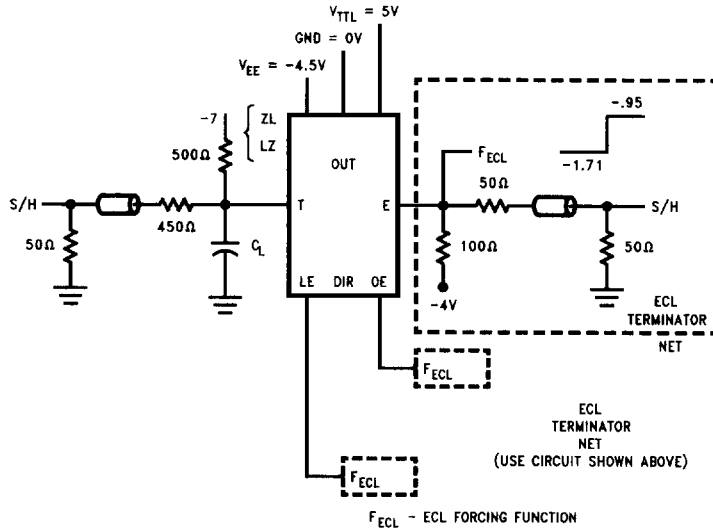 V_TTL = 5V
GND = 0V
V_EE = -4.5V
-.95
-7
ZL
LZ
F_ECL
-1.71
500Ω
OUT
50Ω
S/H
T
E
S/H
50Ω
450Ω
C_L
100Ω
50Ω
LE DIR OE
-4V
ECL
TERMINATOR
NET
F_ECL
ECL
TERMINATOR
NET
(USE CIRCUIT SHOWN ABOVE)
F_ECL
F_ECL - ECL FORCING FUNCTION